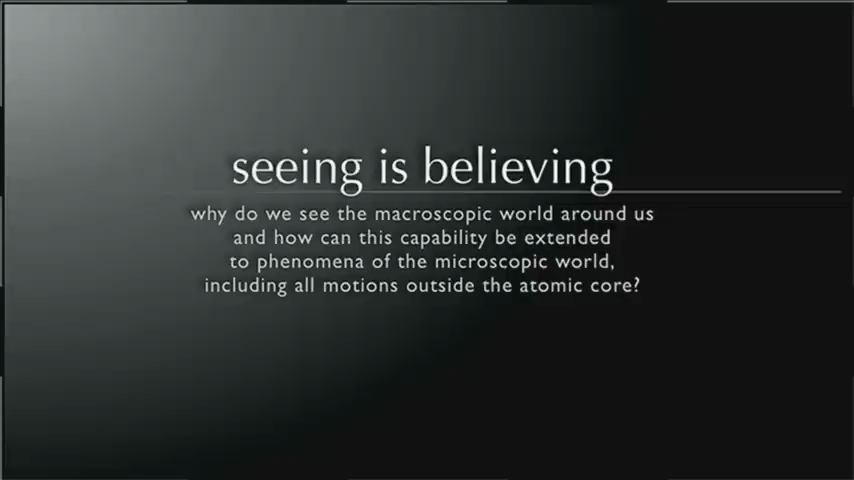 seeing is believing
why do we see the macroscopic world around us
and how can this capability be extended
to phenomena of the microscopic world,
including all motions outside the atomic core?